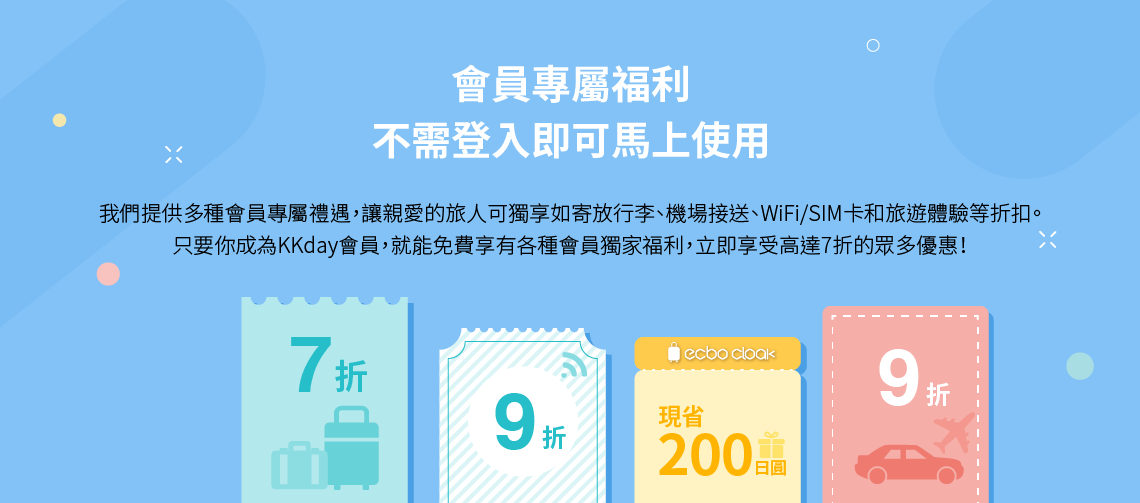 會員專屬福利
不需登入即可馬上使用
我們提供多種會員專屬禮遇，讓親愛的旅人可獨享如寄放行李、機場接送、WiFi/SIM卡和旅遊體驗等折扣。
只要你成為KKday會員，就能免費享有各種會員獨家福利，立即享受高達7折的眾多優惠！
7折
9折
ecbo cloak
現省
200日圓
9折